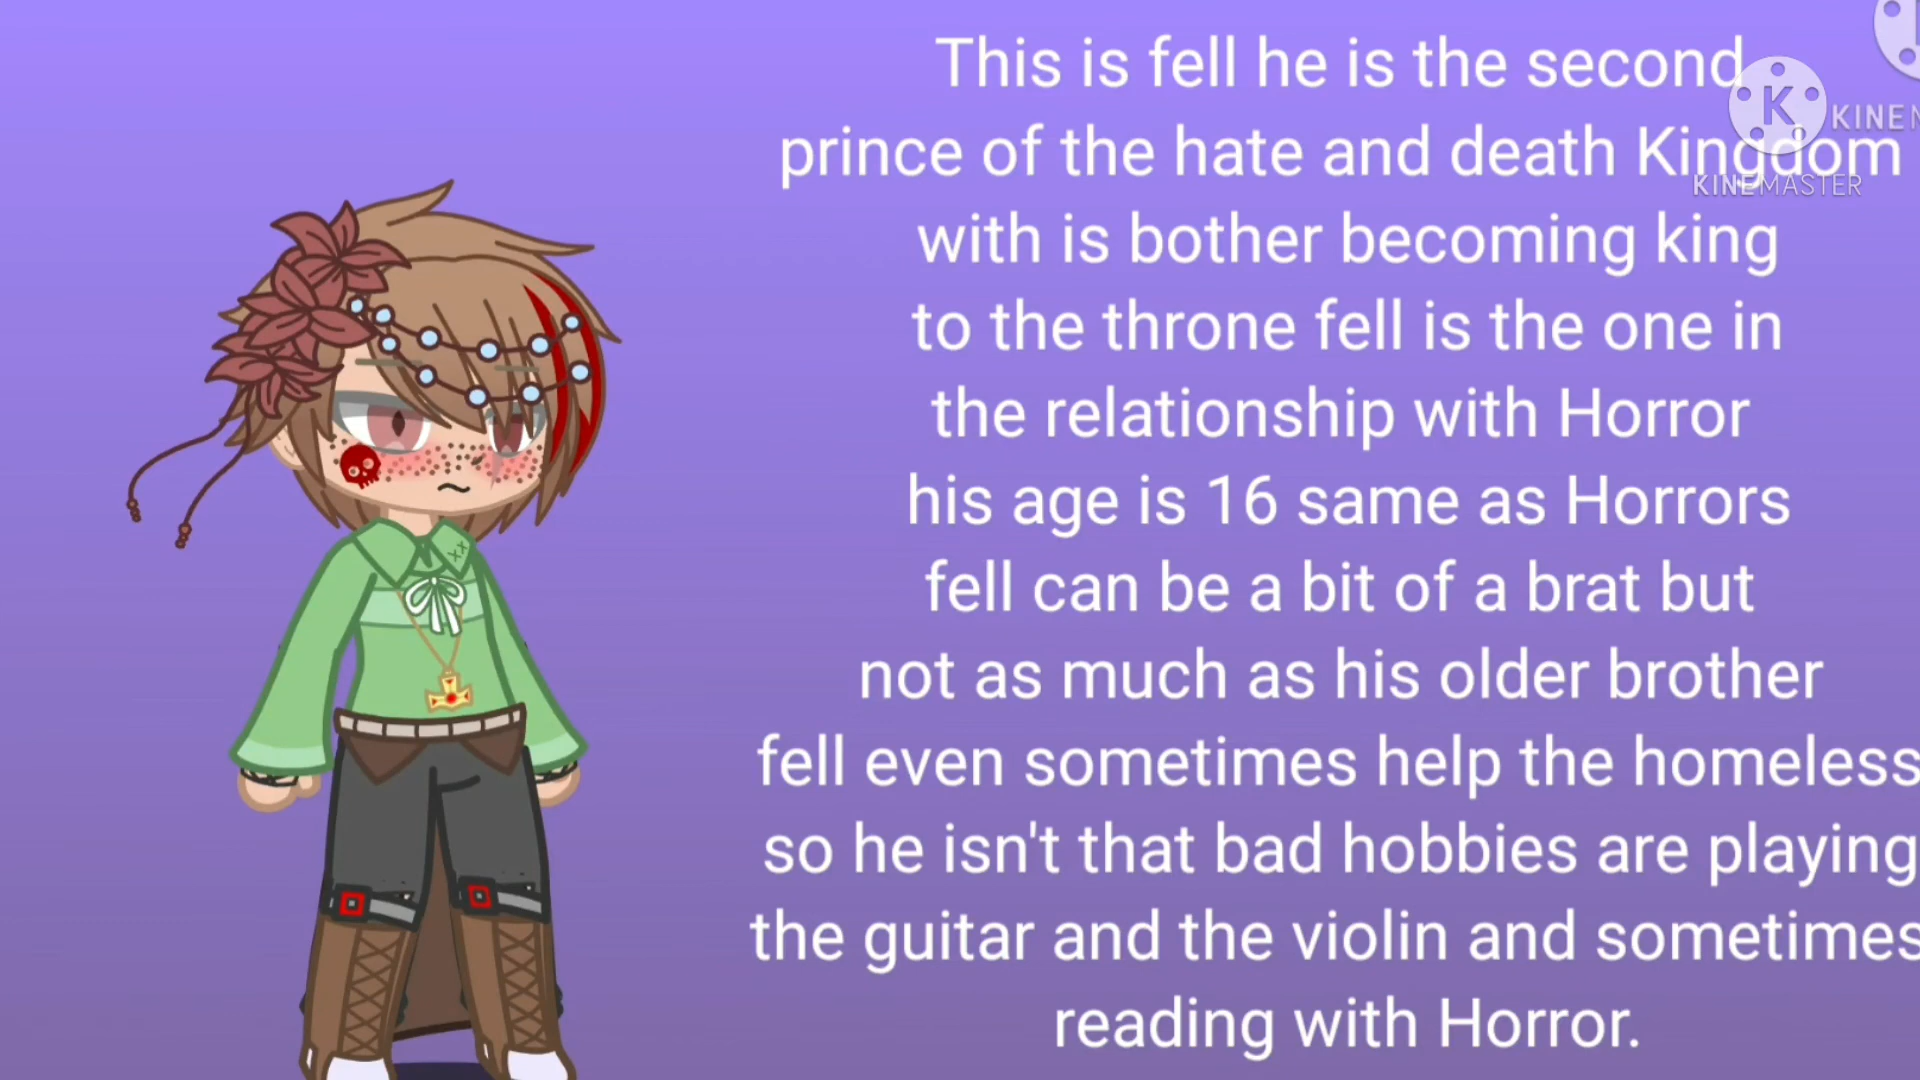 This is fell he is the second
prince of the hate and death Kingdom
with is bother becoming king
to the throne fell is the one in
the relationship with Horror
his age is 16 same as Horrors
fell can be a bit of a brat but
not as much as his older brother
fell even sometimes help the homeless
so he isn't that bad hobbies are playing
the guitar and the violin and sometimes
reading with Horror.
K
KINEMASTER
KINEM